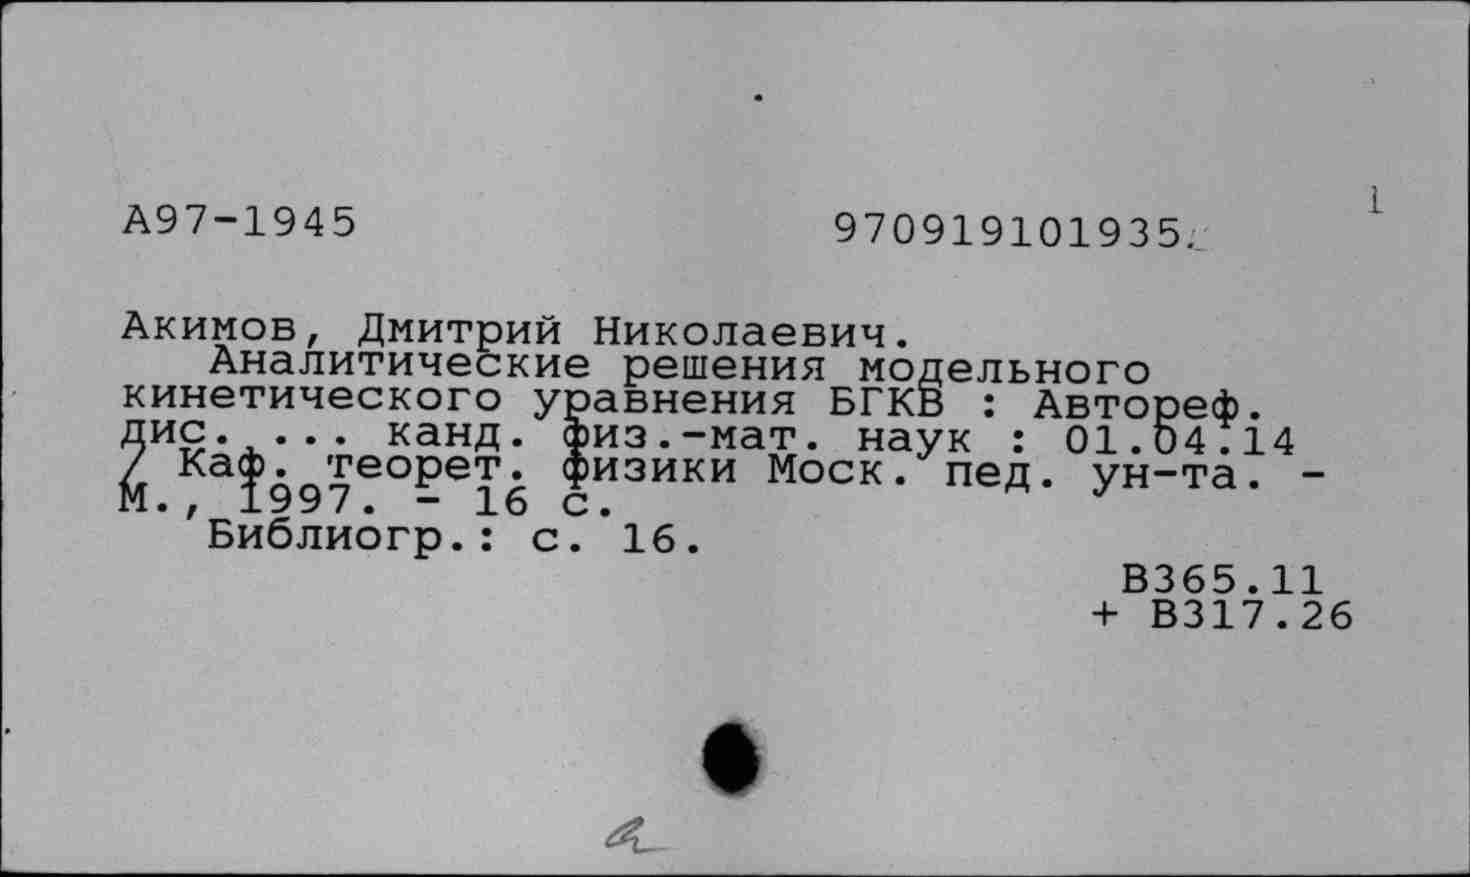 1
А97-1945 970919101935.
Акимов, Дмитрий Николаевич.
Аналитические решения модельного
кинетического уравнения БГКВ : Автореф.
дис. ... канд. физ.-мат. наук : 01.04.14
/ Каф. теорет. физики Моск. пед. ун-та. -
М., 1997. - 16 с.
Библиогр.: с. 16.
В365.11
+ В317.26